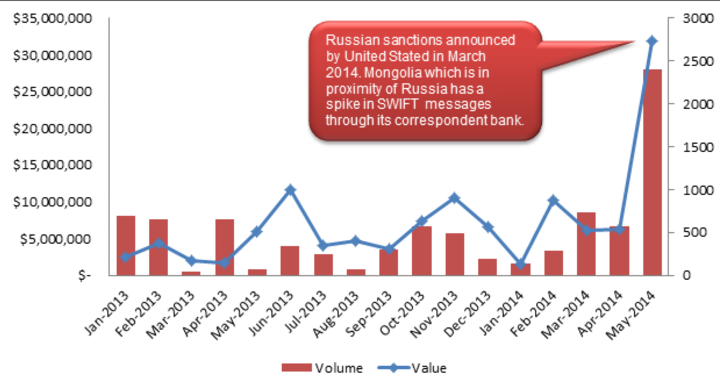 $35,000,000
$30,000,000
$25,000,000
$20,000,000
$15,000,000
$10,000,000
$5,000,000
$-
Russian sanctions announced
by United Stated in March
2014. Mongolia which is in
proximity of Russia has a
spike in SWIFT messages
through its correspondent bank.
3000
2500
2000
1500
1000
500
0
Jan-2013
Feb-2013
Mar-2013
Apr-2013
May-2013
Jun-2013
Jul-2013
Aug-2013
Sep-2013
Oct-2013
Nov-2013
Dec-2013
Jan-2014
Feb-2014
Mar-2014
Apr-2014
May-2014
Volume
Value